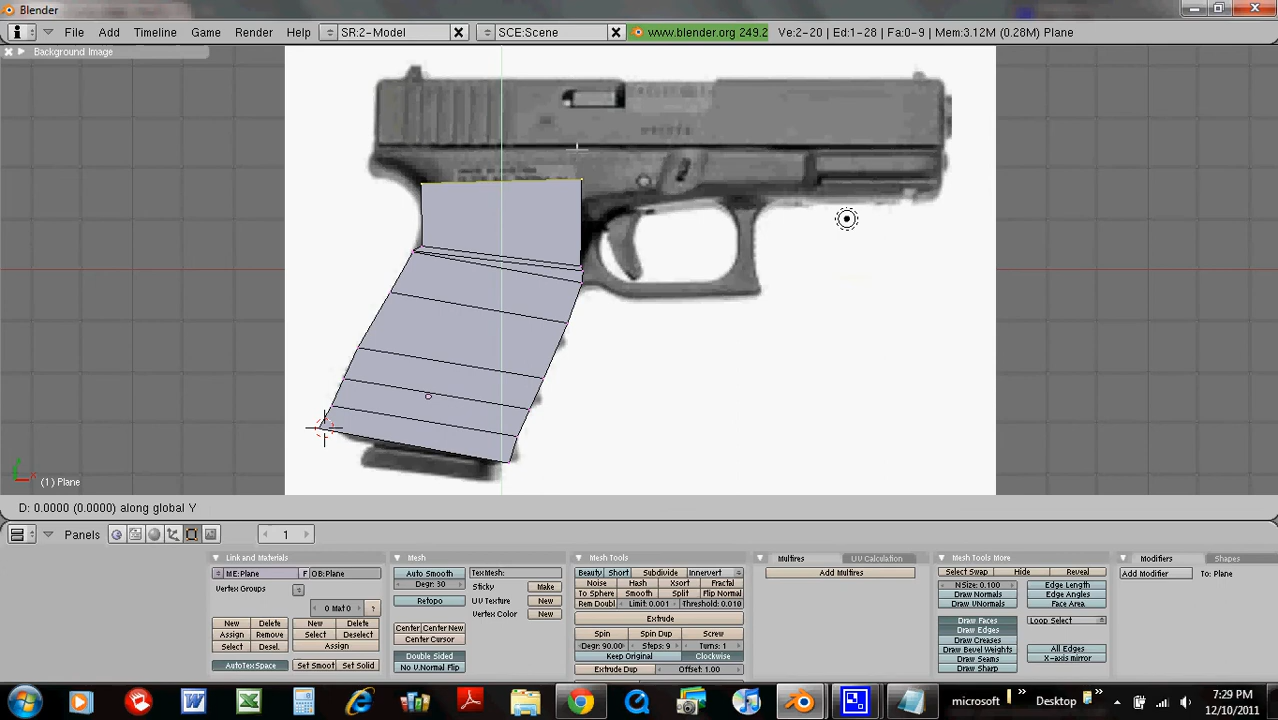 Blender
File Add Timeline Game Render Help SR:2-Model SCE:Scene www.blender.org 249.2 Ve:2-20 | Ed:1-28 | Fa:0-9 | Mem:3.12M (0.28M) Plane
Background Image
(1) Plane
D: 0.0000 (0.0000) along global Y
Panels 1
Link and Materials Mesh Mesh Tools Multires UV Calculation Mesh Tools More Modifiers Shapes
ME:Plane F OB:Plane Auto Smooth TexMesh: Beauty Short Subdivide Innervert Add Multires Select Swap Hide Reveal Add Modifier To: Plane
Degr: 30 Sticky Make Noise Hash Xsort Fractal NSize: 0.100 Edge Length
Vertex Groups Retopo UV Texture New To Sphere Smooth Split Flip Normal Draw Normals Edge Angles
0 Mat 0 ? Vertex Color New Rem Doubl Limit: 0.001 Threshold: 0.010 Draw VNormals Face Area
New Delete New Delete Center Center New Extrude Draw Faces Loop Select
Assign Remove Select Deselect Center Cursor Spin Spin Dup Screw Draw Edges
Select Desel. Assign Degr: 90.00 Steps: 9 Turns: 1 Draw Creases
AutoTexSpace Set Smoot Set Solid Double Sided Keep Original Clockwise Draw Bevel Weights All Edges
No V.Normal Flip Extrude Dup Offset: 1.00 Draw Seams X-axis mirror
Draw Sharp
microsoft » Desktop » 7:29 PM
12/10/2011